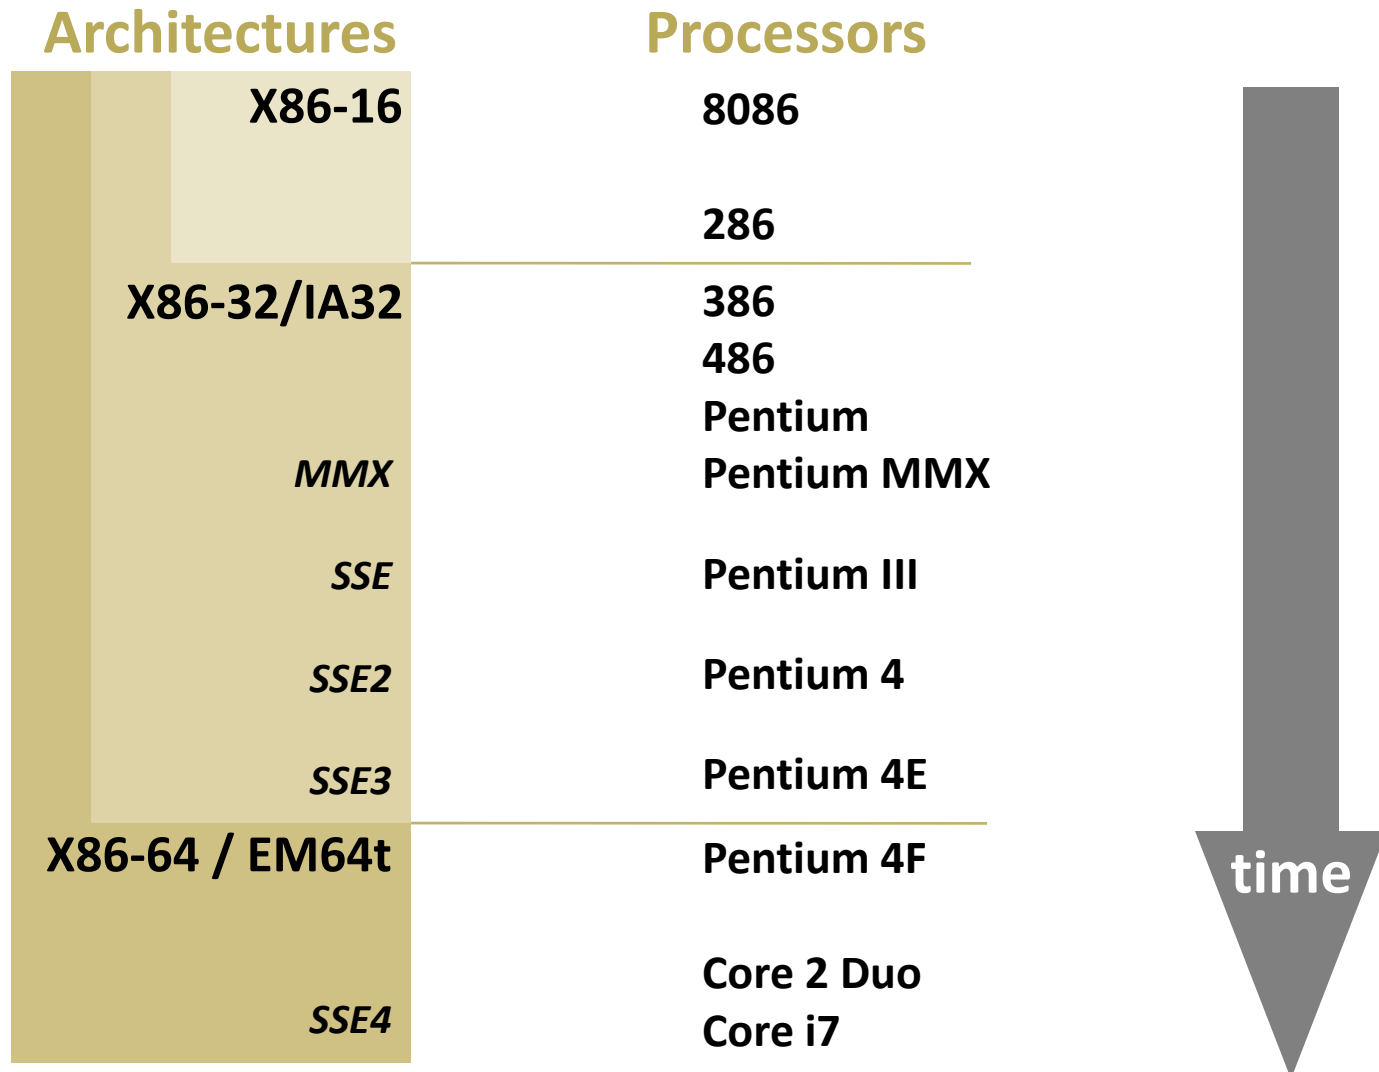 Architectures Processors
X86-16 8086
286
X86-32/IA32 386
486
Pentium
MMX Pentium MMX
SSE Pentium III
SSE2 Pentium 4
SSE3 Pentium 4E
X86-64 / EM64t Pentium 4F
time
Core 2 Duo
SSE4 Core i7